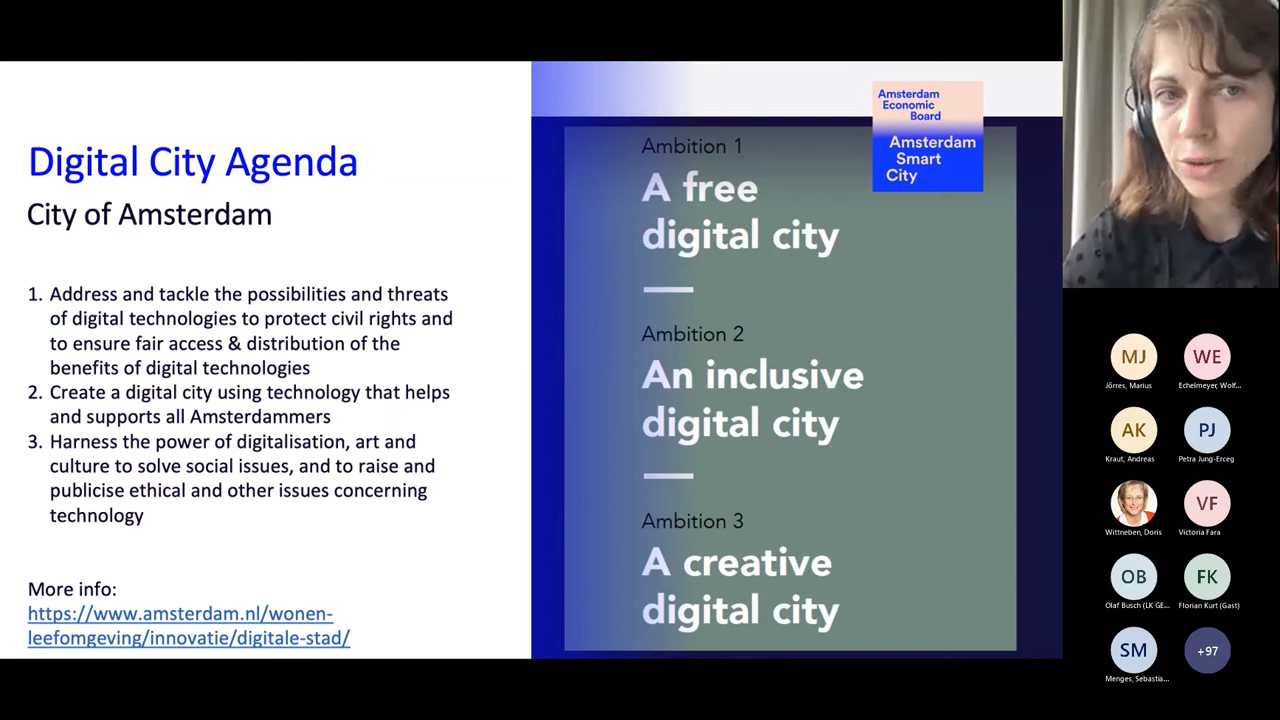 Digital City Agenda
City of Amsterdam
1. Address and tackle the possibilities and threats
of digital technologies to protect civil rights and
to ensure fair access & distribution of the
benefits of digital technologies
2. Create a digital city using technology that helps
and supports all Amsterdammers
3. Harness the power of digitalisation, art and
culture to solve social issues, and to raise and
publicise ethical and other issues concerning
technology
More info:
https://www.amsterdam.nl/wonen-
leefomgeving/innovatie/digitale-stad/
Amsterdam
Economic
Board
Amsterdam
Smart
City
Ambition 1
A free
digital city
Ambition 2
An inclusive
digital city
Ambition 3
A creative
digital city
MJ
Jörres, Marius
WE
Echelmeyer, Wolf...
AK
Kraut, Andreas
PJ
Petra Jung-Erceg
Wittneben, Doris
VF
Victoria Fara
OB
Olaf Busch (LK GE...
FK
Florian Kurt (Gast)
SM
Menges, Sebastia...
+97